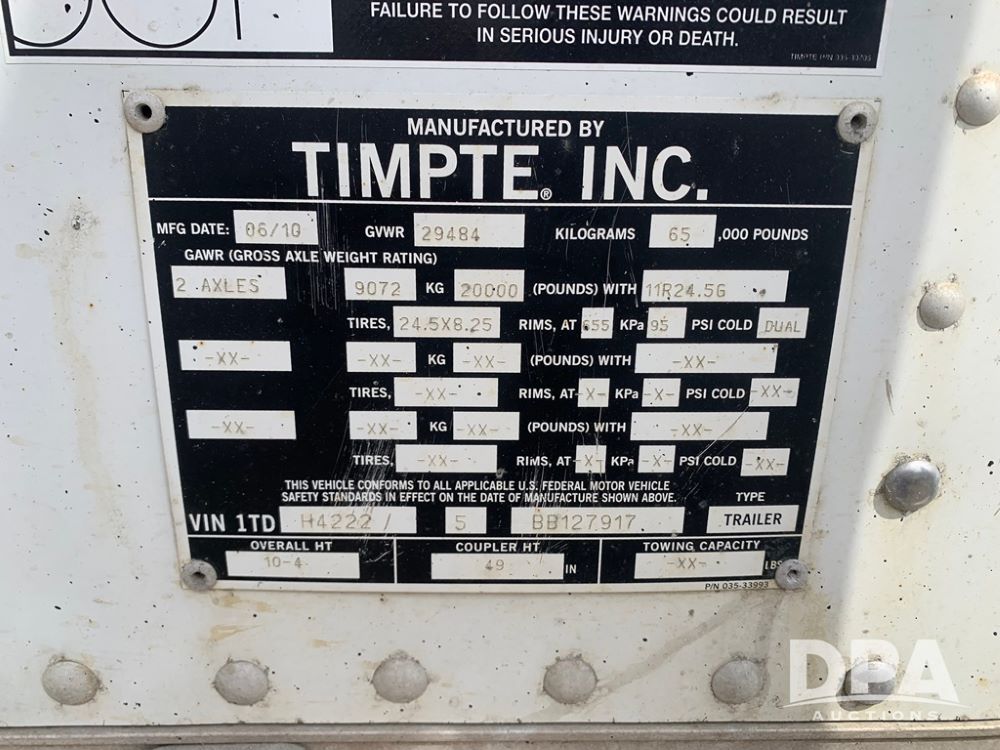 FAILURE TO FOLLOW THESE WARNINGS COULD RESULT
IN SERIOUS INJURY OR DEATH.
TIMPTE P/N
MANUFACTURED BY
TIMPTE® INC.
MFG DATE: 06/10 GVWR 29484 KILOGRAMS 65 ,000 POUNDS
GAWR (GROSS AXLE WEIGHT RATING)
2 AXLES 9072 KG 20000 (POUNDS) WITH 11R24.5G
TIRES, 24.5X8.25 RIMS, AT 655 KPa 95 PSI COLD DUAL
-XX- -XX- KG -XX- (POUNDS) WITH -XX-
TIRES, -XX- RIMS, AT -X- KPa -X- PSI COLD -XX-
-XX- -XX- KG -XX- (POUNDS) WITH -XX-
TIRES, -XX- RIMS, AT -X- KPa -X- PSI COLD -XX-
THIS VEHICLE CONFORMS TO ALL APPLICABLE U.S. FEDERAL MOTOR VEHICLE
SAFETY STANDARDS IN EFFECT ON THE DATE OF MANUFACTURE SHOWN ABOVE.
TYPE
VIN 1TD H4222 / 5 BB127917 TRAILER
OVERALL HT COUPLER HT TOWING CAPACITY
10-4 49 IN -XX- LBS
P/N 035-33993
DPA
AUCTIONS